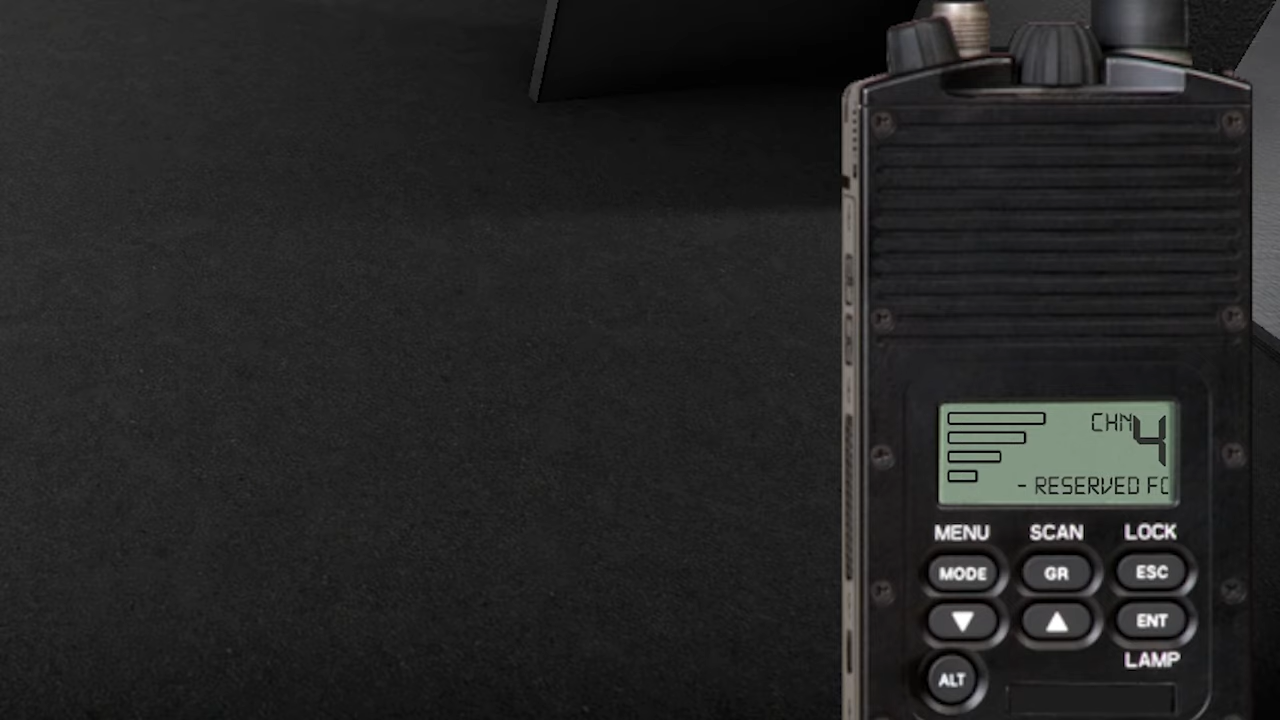 CHN 4
- RESERVED FC
MENU SCAN LOCK
MODE GR ESC
▼ ▲ ENT
LAMP
ALT